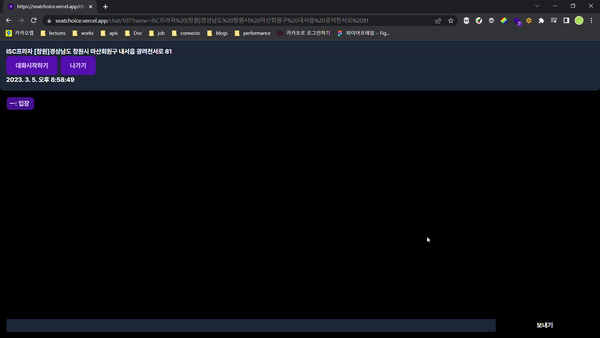 https://seatchoice.vercel.app/ch
seatchoice.vercel.app/chat/107?name=ISC프라자%20[창원]경상남도%20창원시%20마산회원구%20내서읍%20광려천서로%2081
카카오맵 lectures works apis Doc job connecto blogs performance 카카오 로그인하기 와이어프레임 – Fig...
ISC프라자 [창원]경상남도 창원시 마산회원구 내서읍 광려천서로 81
대화시작하기 나가기
2023. 3. 5. 오후 8:58:49
ㅡ: 입장
보내기